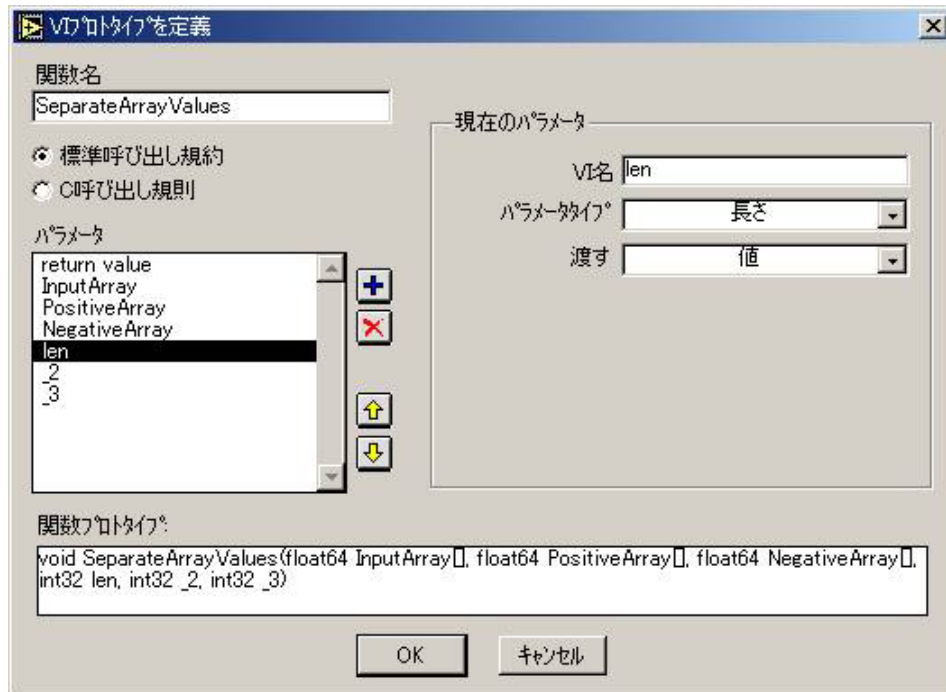 VIﾌﾟﾛﾄﾀｲﾌﾟを定義
関数名
SeparateArrayValues
標準呼び出し規約
C呼び出し規則
ﾊﾟﾗﾒｰﾀ
return value
InputArray
PositiveArray
NegativeArray
len
_2
_3
現在のﾊﾟﾗﾒｰﾀ
VI名 len
ﾊﾟﾗﾒｰﾀﾀｲﾌﾟ 長さ
渡す 値
関数ﾌﾟﾛﾄﾀｲﾌﾟ:
void SeparateArrayValues(float64 InputArray[], float64 PositiveArray[], float64 NegativeArray[],
int32 len, int32 _2, int32 _3)
OK
ｷｬﾝｾﾙ